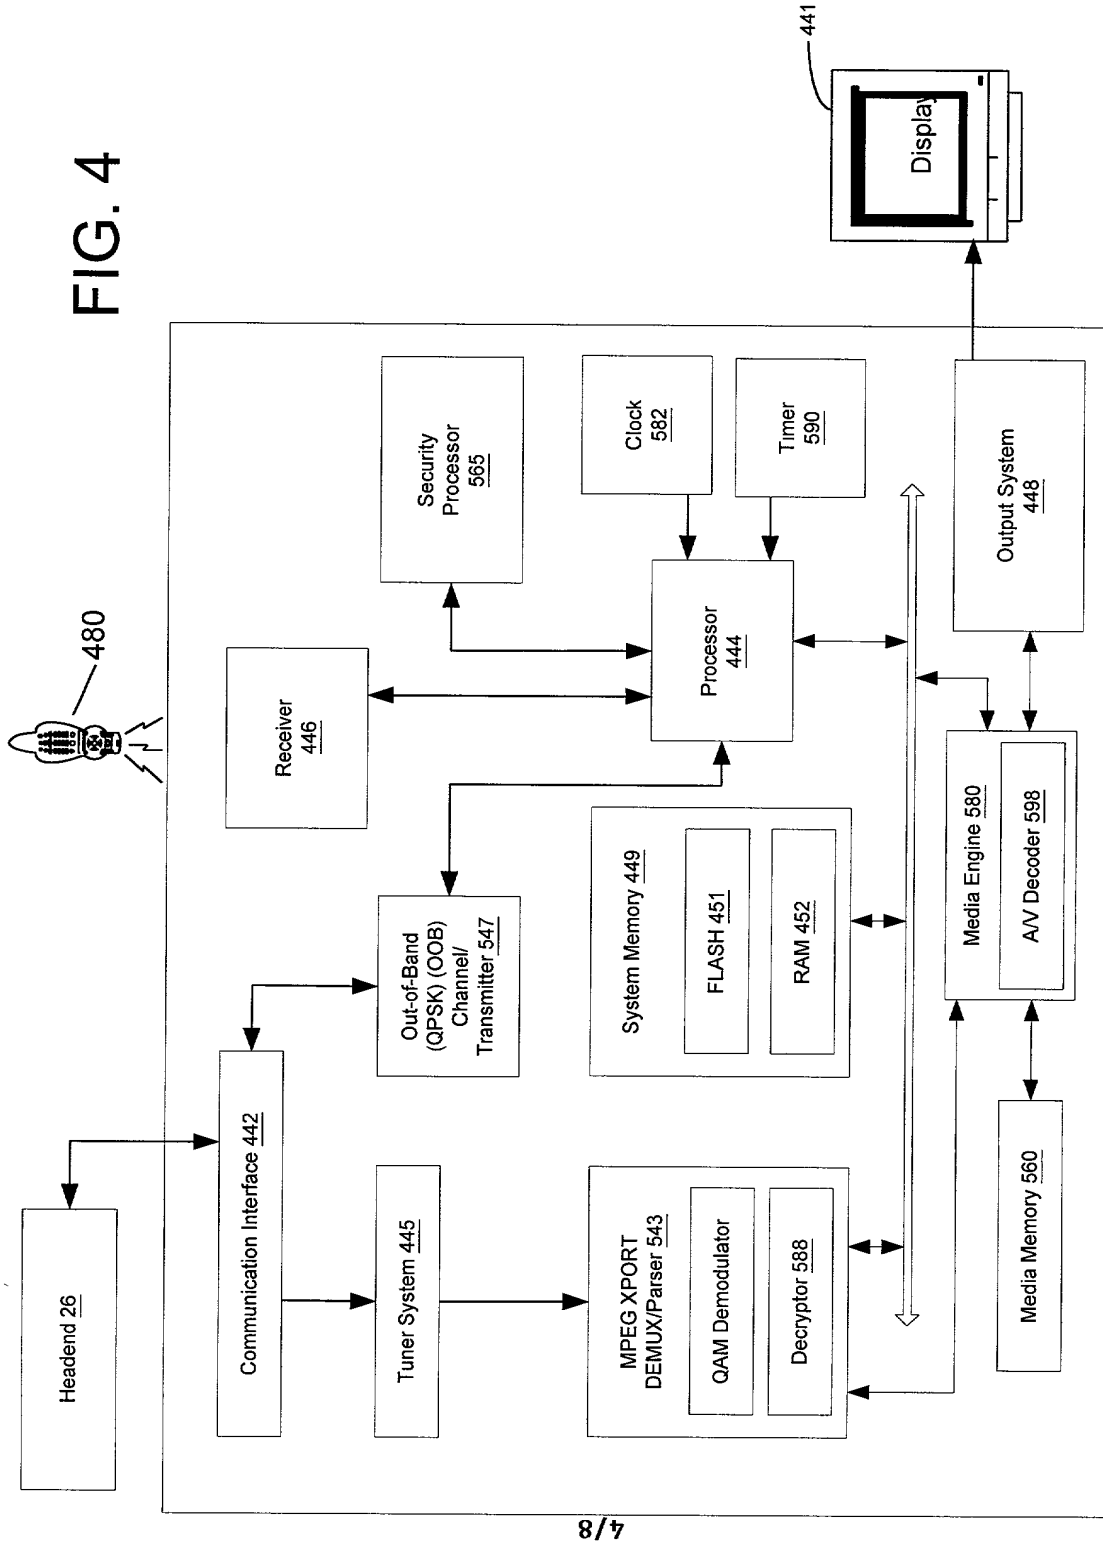 FIG. 4
480
441
Headend 26
Communication Interface 442
Tuner System 445
Out-of-Band
(QPSK) (OOB)
Channel/
Transmitter 547
Receiver
446
Security
Processor
565
MPEG XPORT
DEMUX/Parser 543
QAM Demodulator
Decryptor 588
System Memory 449
FLASH 451
RAM 452
Processor
444
Clock
582
Timer
590
Media Memory 560
Media Engine 580
A/V Decoder 598
Output System
448
Display
4/8